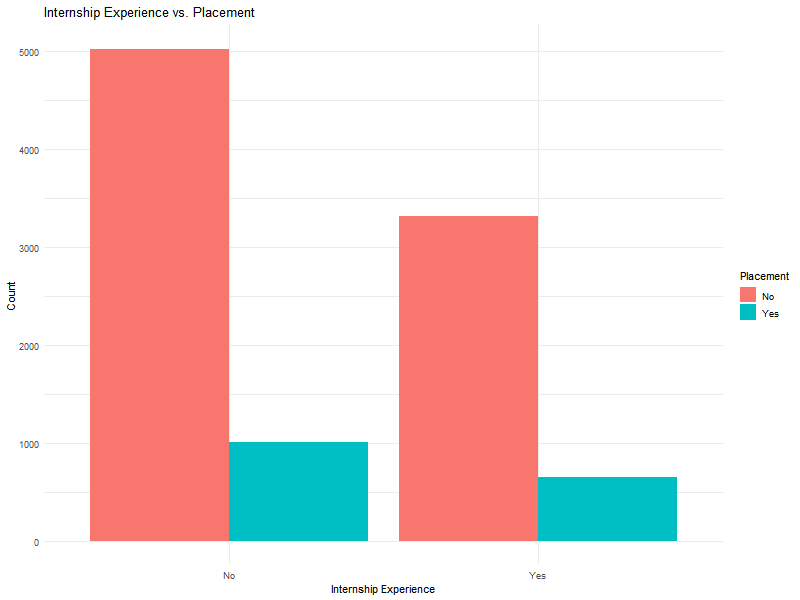 Internship Experience vs. Placement
Count
5000
4000
3000
2000
1000
0
No
Yes
Internship Experience
Placement
No
Yes